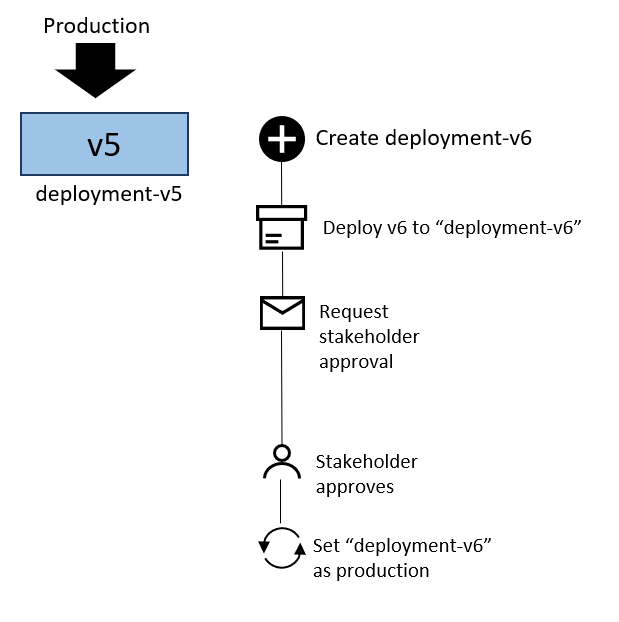 Production
v5
deployment-v5
Create deployment-v6
Deploy v6 to “deployment-v6”
Request
stakeholder
approval
Stakeholder
approves
Set “deployment-v6”
as production